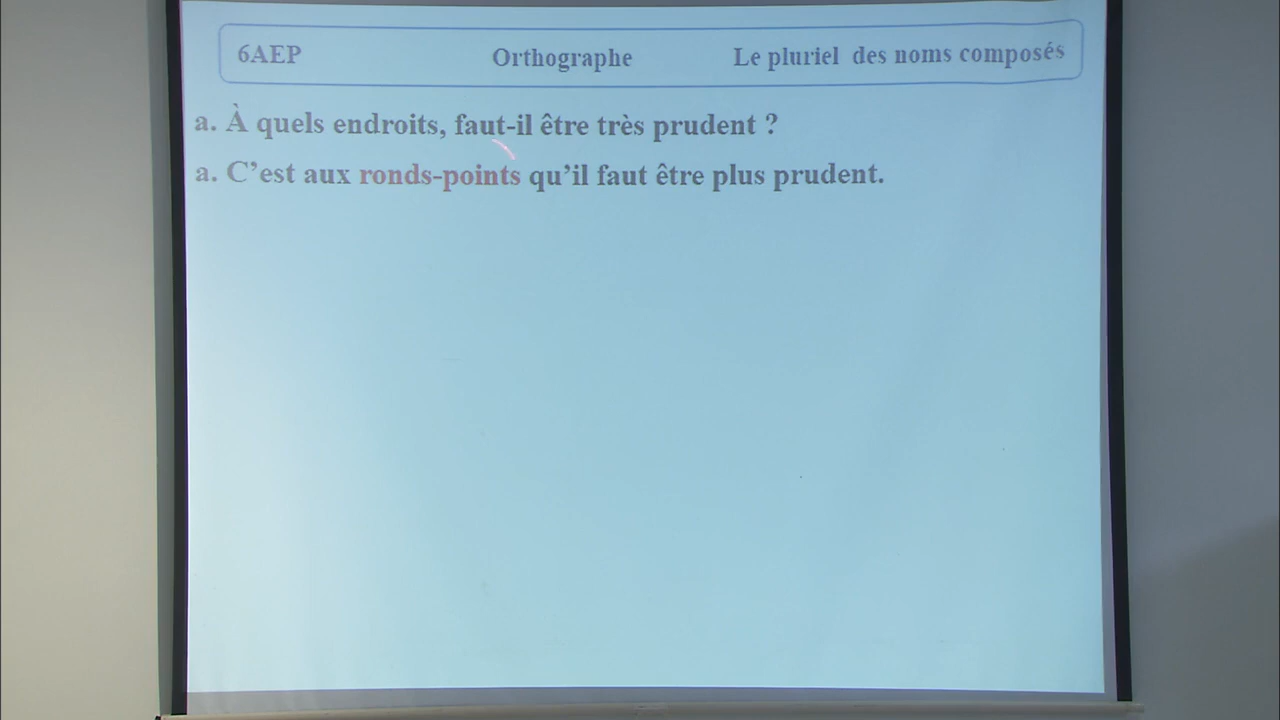 6AEP Orthographe Le pluriel des noms composés
a. À quels endroits, faut-il être très prudent ?
a. C’est aux ronds-points qu’il faut être plus prudent.